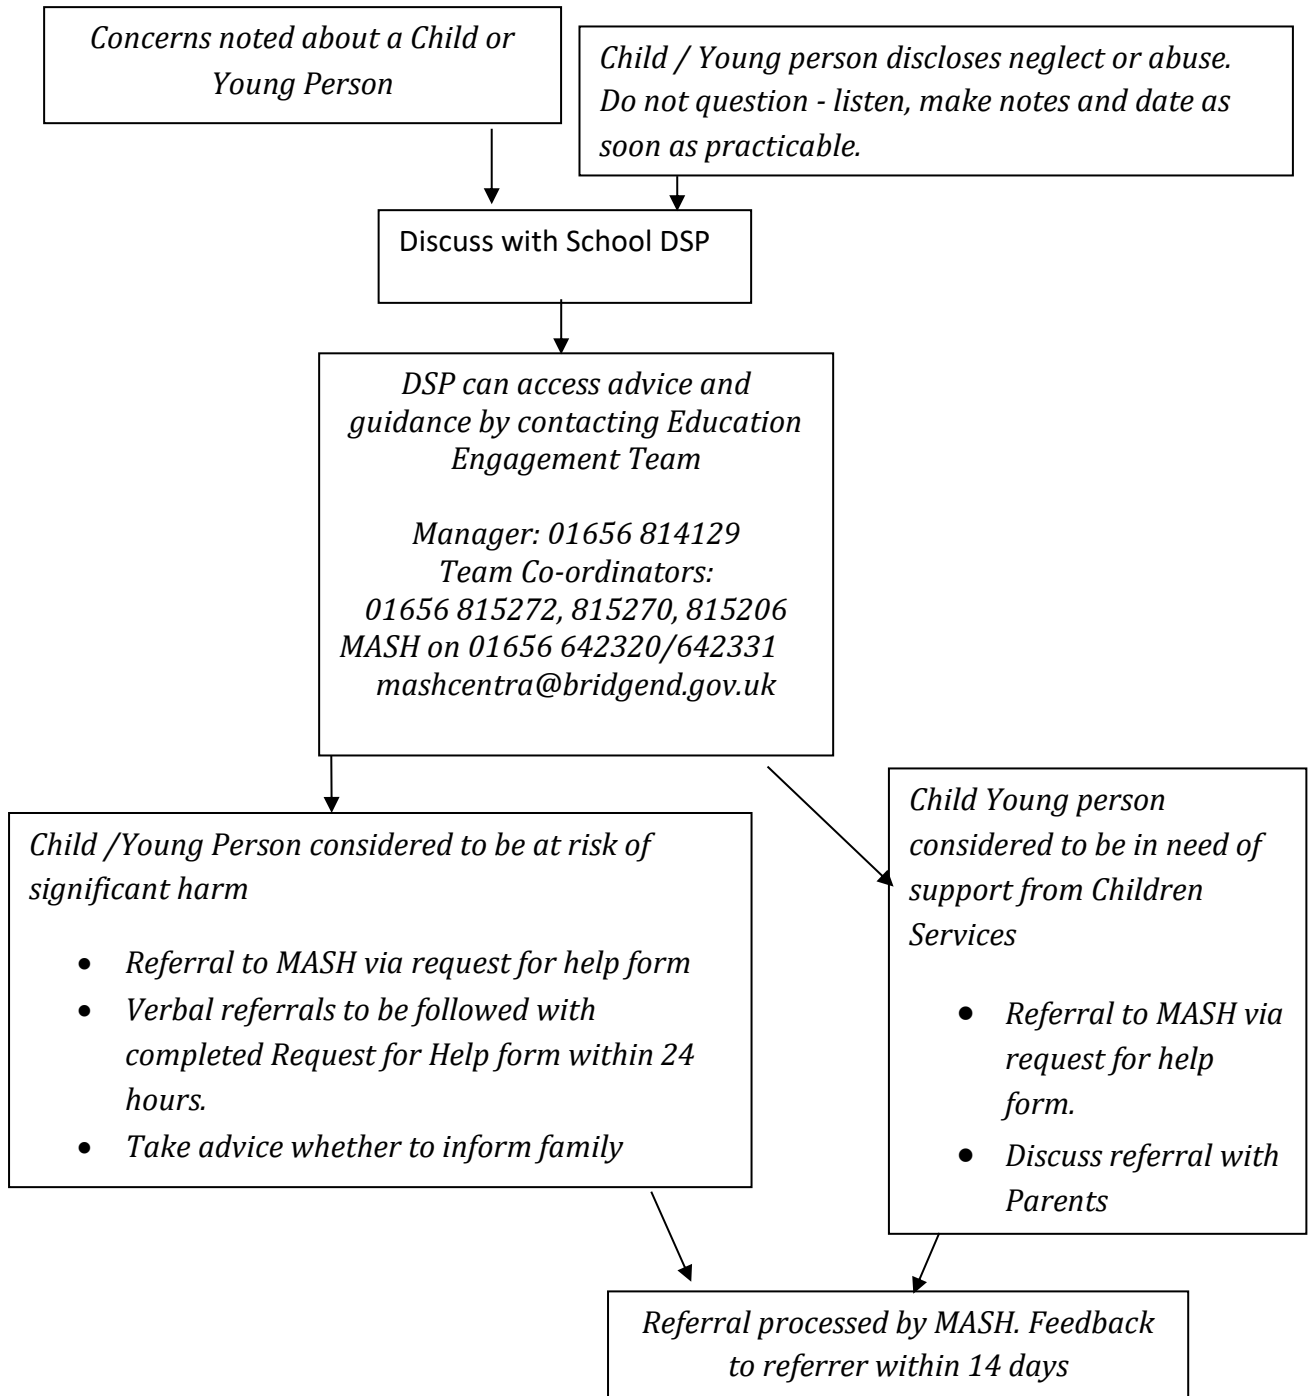 Concerns noted about a Child or
Young Person
Child / Young person discloses neglect or abuse.
Do not question - listen, make notes and date as
soon as practicable.
Discuss with School DSP
DSP can access advice and
guidance by contacting Education
Engagement Team
Manager: 01656 814129
Team Co-ordinators:
01656 815272, 815270, 815206
MASH on 01656 642320/642331
mashcentra@bridgend.gov.uk
Child /Young Person considered to be at risk of
significant harm
• Referral to MASH via request for help form
• Verbal referrals to be followed with
completed Request for Help form within 24
hours.
• Take advice whether to inform family
Child Young person
considered to be in need of
support from Children
Services
• Referral to MASH via
request for help
form.
• Discuss referral with
Parents
Referral processed by MASH. Feedback
to referrer within 14 days